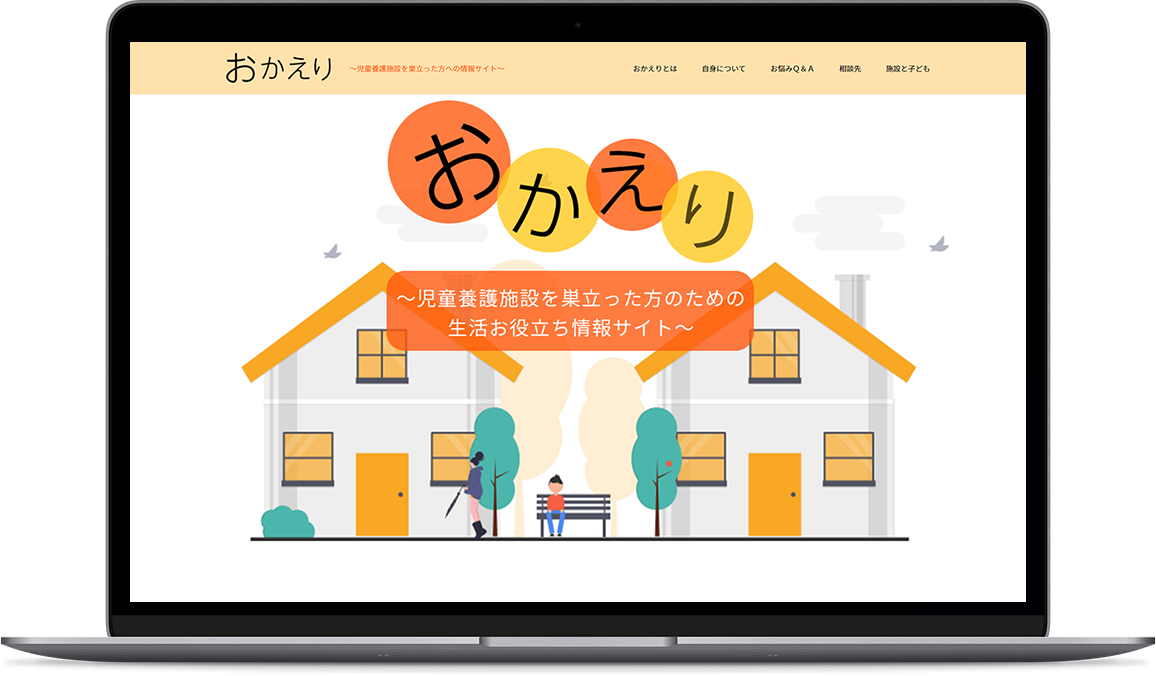 おかえり
～児童養護施設を巣立った方への情報サイト～
おかえりとは
自身について
お悩みＱ＆Ａ
相談先
施設と子ども
おかえり
～児童養護施設を巣立った方のための
生活お役立ち情報サイト～